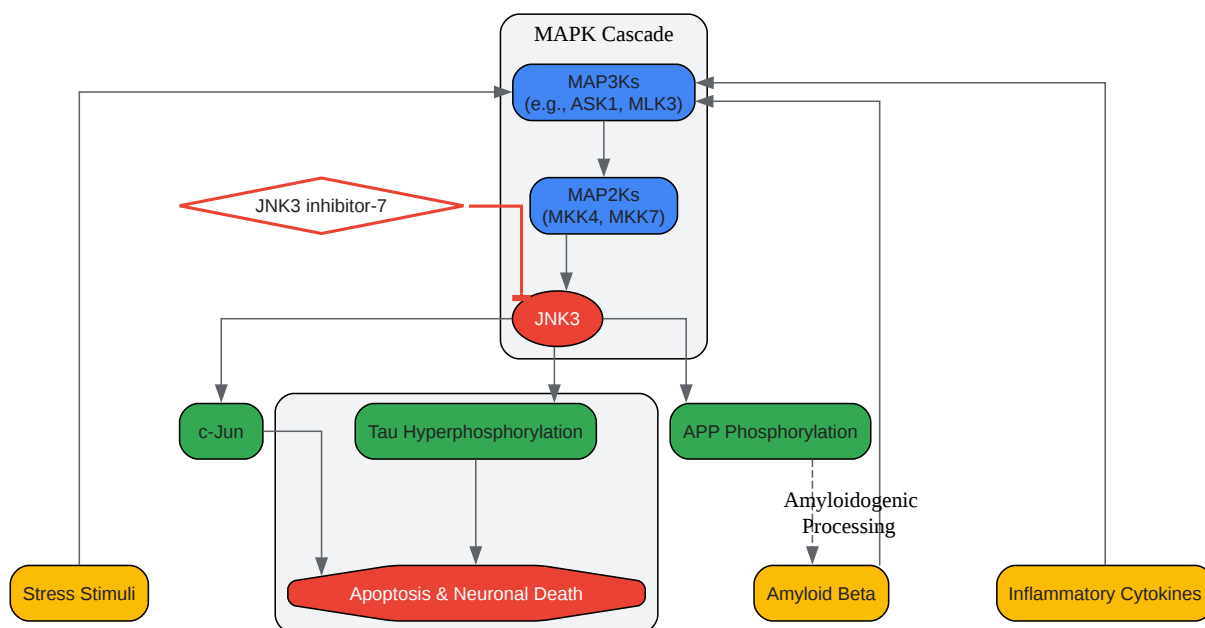 MAPK Cascade
MAP3Ks
(e.g., ASK1, MLK3)
JNK3 inhibitor-7
MAP2Ks
(MKK4, MKK7)
JNK3
c-Jun
Tau Hyperphosphorylation
APP Phosphorylation
Amyloidogenic
Processing
Stress Stimuli
Apoptosis & Neuronal Death
Amyloid Beta
Inflammatory Cytokines